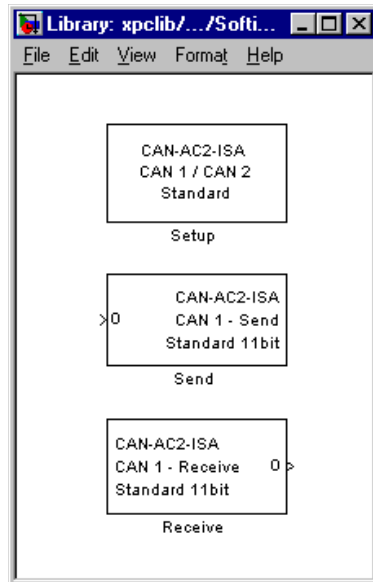 Library: xpclib/.../Softi...
File Edit View Format Help
CAN-AC2-ISA
CAN 1 / CAN 2
Standard
Setup
CAN-AC2-ISA
0 CAN 1 - Send
Standard 11bit
Send
CAN-AC2-ISA
CAN 1 - Receive 0
Standard 11bit
Receive